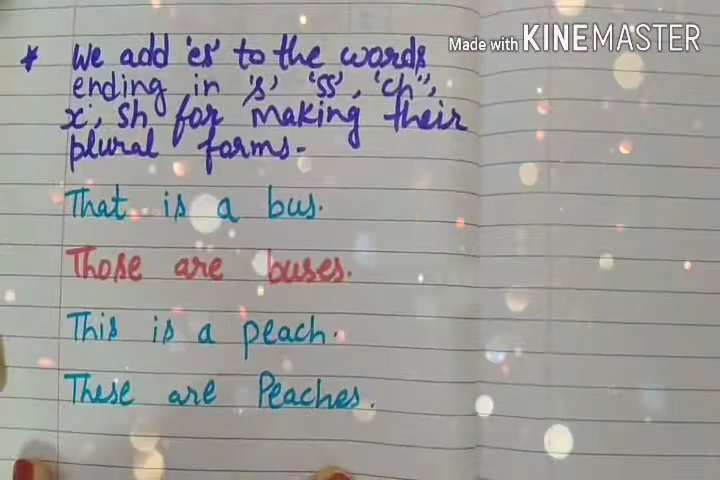 Made with KINEMASTER
* We add 'es' to the words
ending in 's' 'ss', 'ch'',
x', sh for making their
plural forms-
That is a bus.
Those are buses.
This is a peach.
These are Peaches.